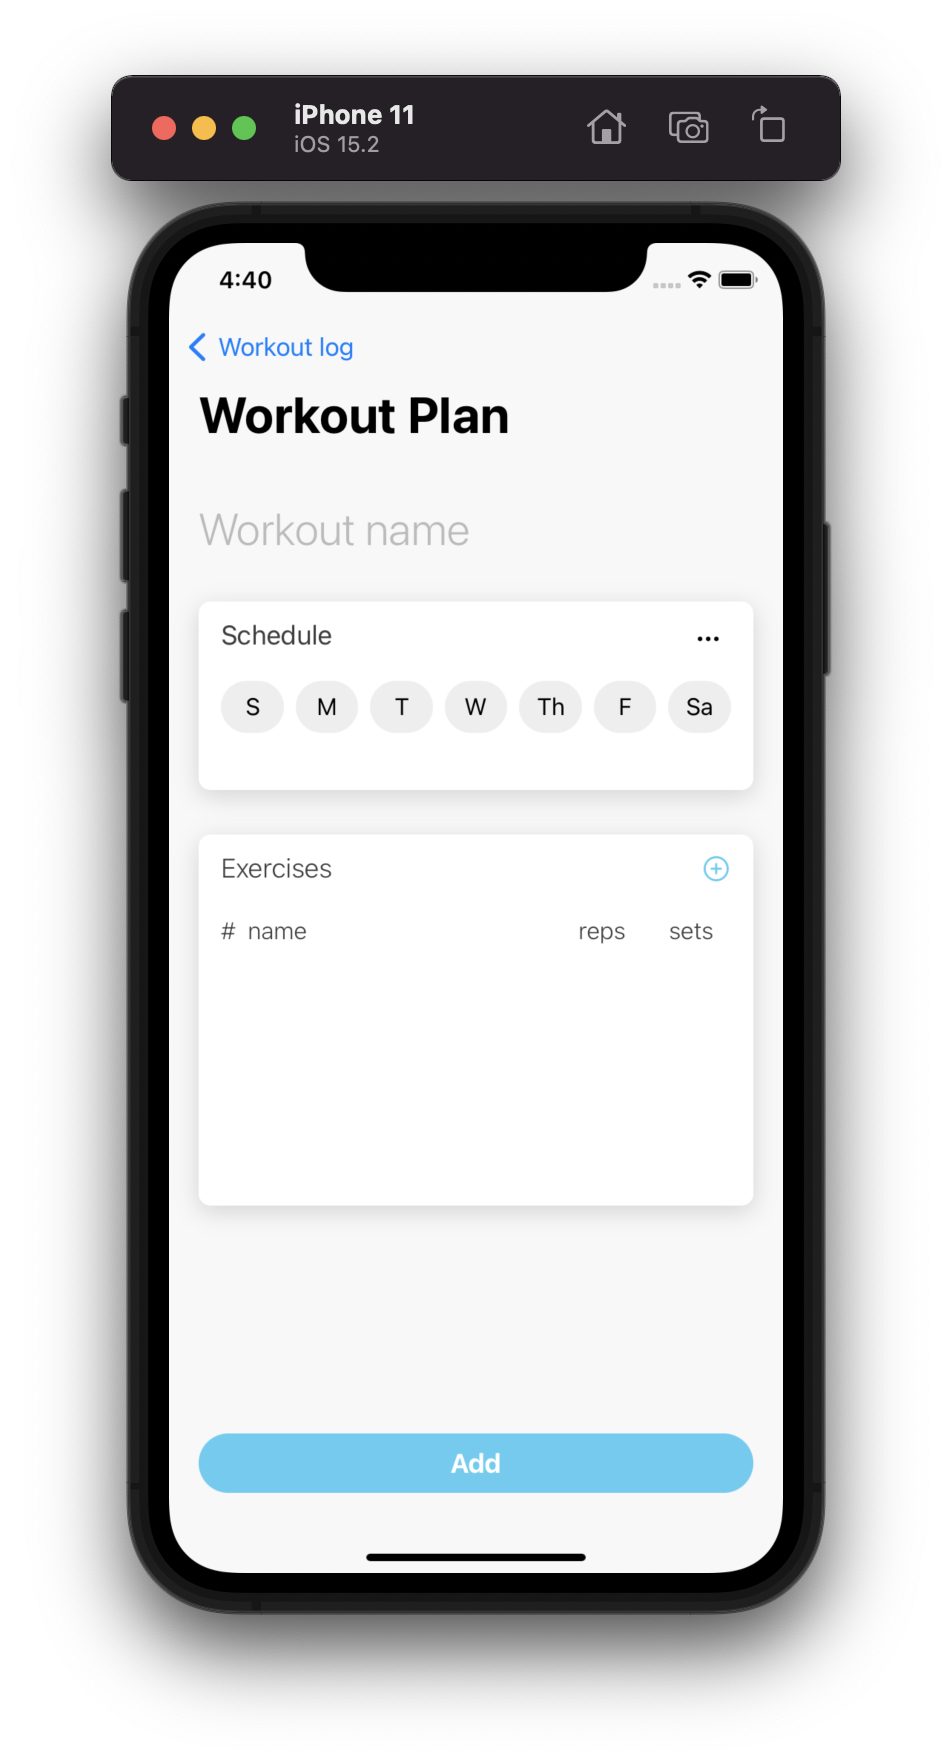 iPhone 11
iOS 15.2
4:40
Workout log
Workout Plan
Workout name
Schedule
S M T W Th F Sa
Exercises
# name reps sets
Add